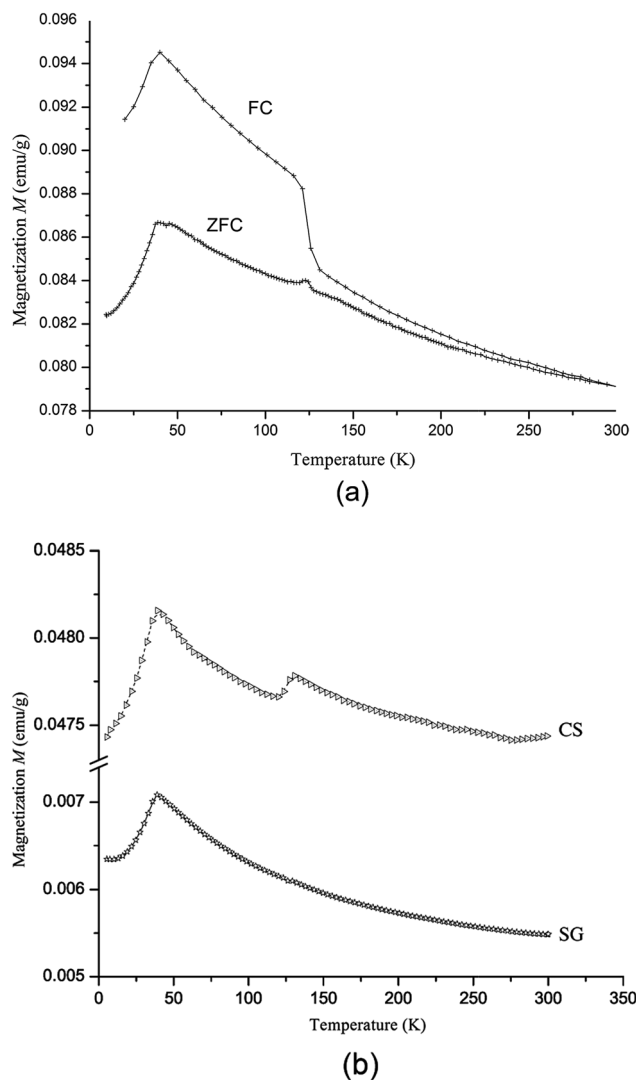 0.096
0.094
0.092
0.090
0.088
0.086
0.084
0.082
0.080
0.078
Magnetization M (emu/g)
FC
ZFC
0 50 100 150 200 250 300
Temperature (K)
(a)
0.0485
0.0480
0.0475
0.007
0.006
0.005
Magnetization M (emu/g)
CS
SG
0 50 100 150 200 250 300
Temperature (K)
(b)